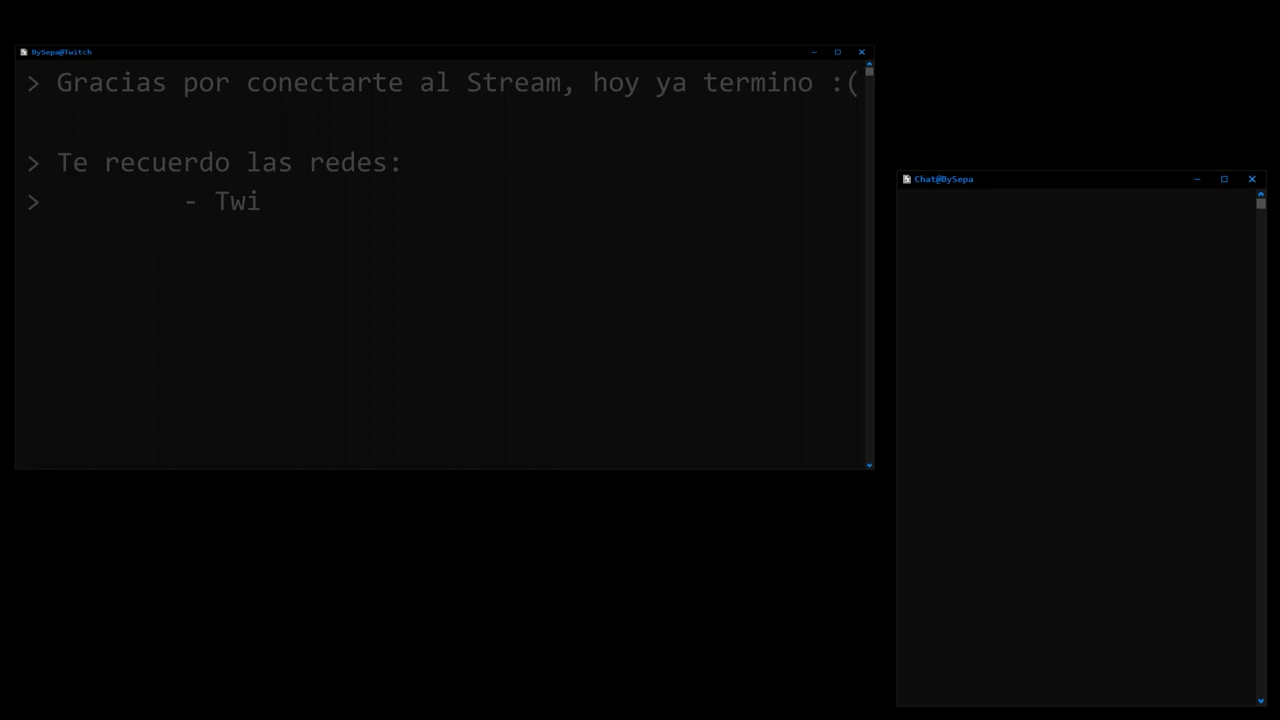 BySepa@Twitch
> Gracias por conectarte al Stream, hoy ya termino :(
> Te recuerdo las redes:
> - Twi
Chat@BySepa